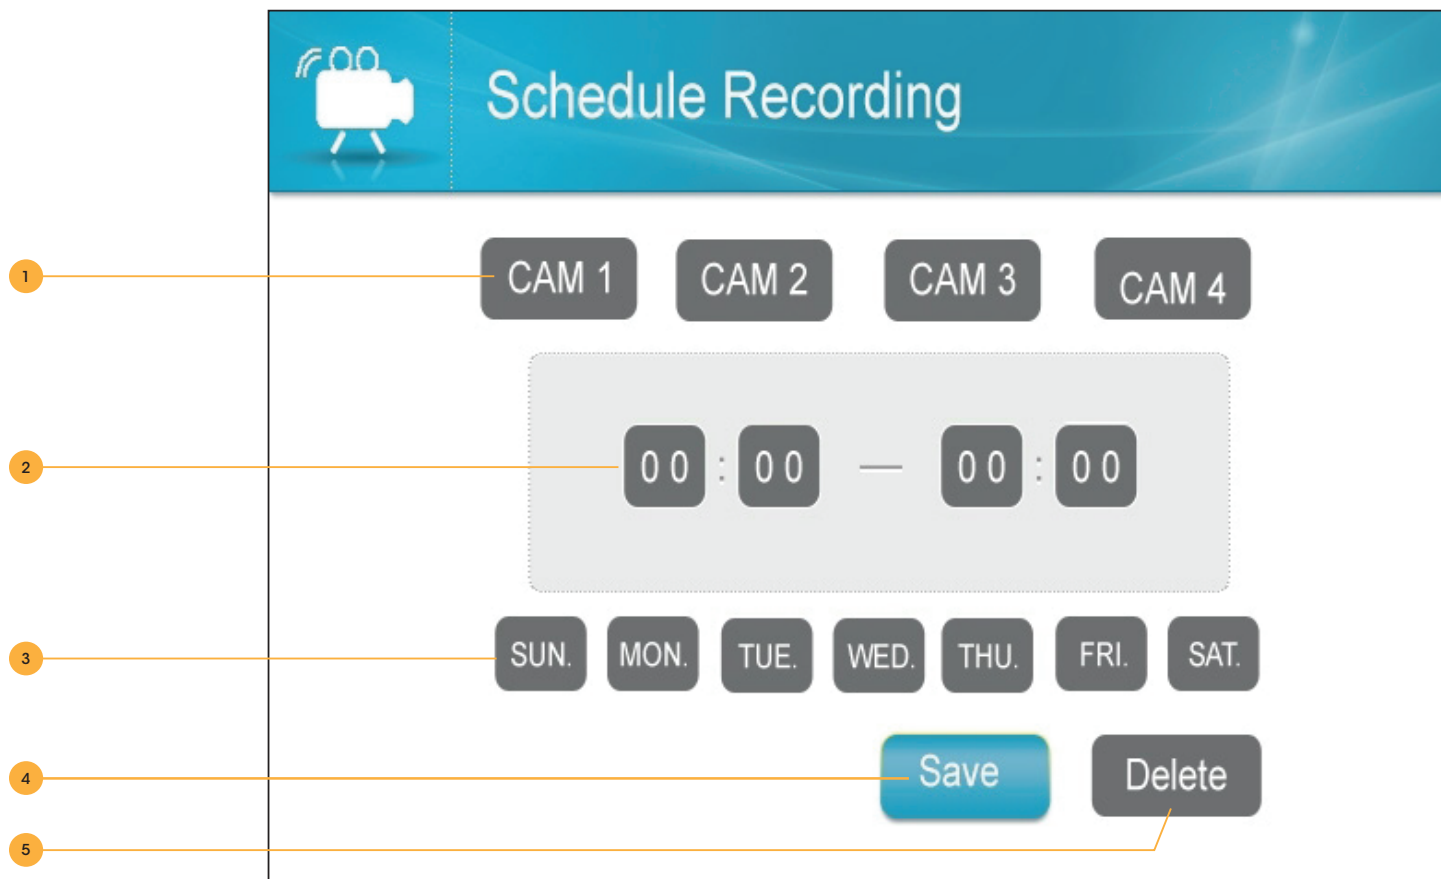 Schedule Recording
1
CAM 1 CAM 2 CAM 3 CAM 4
2
00 : 00 — 00 : 00
3
SUN. MON. TUE. WED. THU. FRI. SAT.
4
Save Delete
5